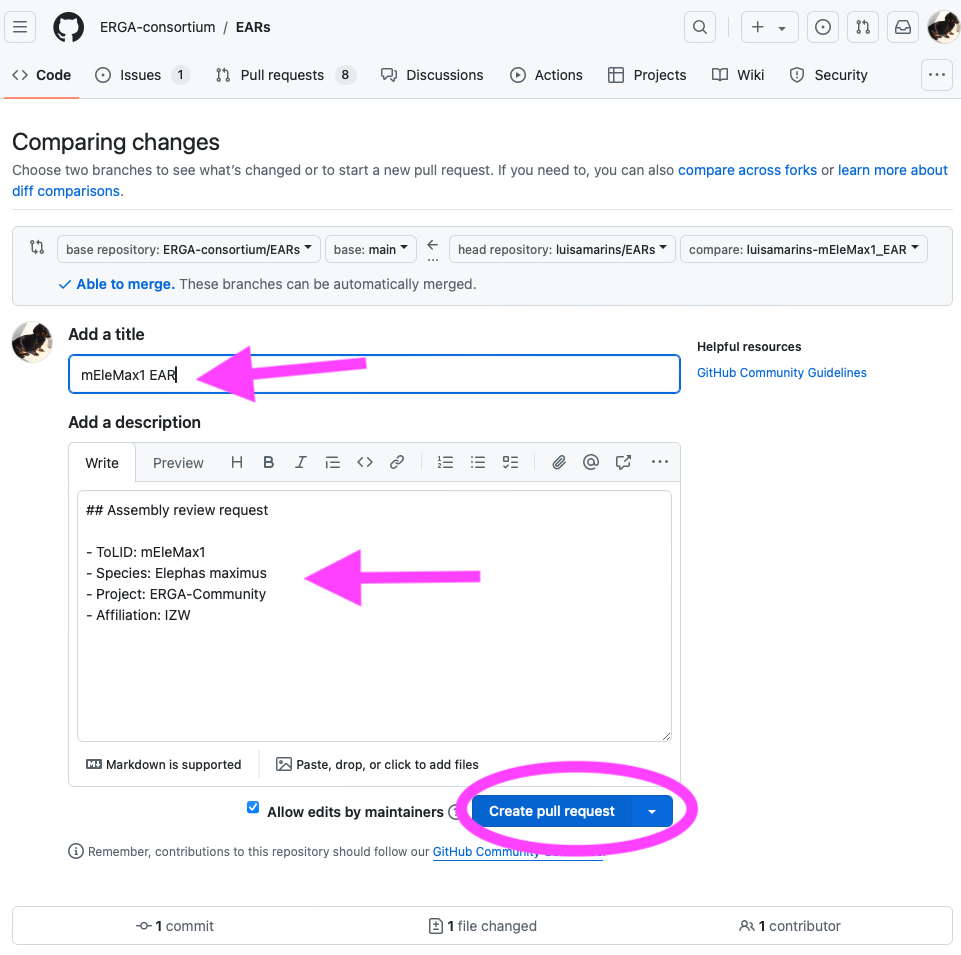 ERGA-consortium / EARs
Code Issues 1 Pull requests 8 Discussions Actions Projects Wiki Security
Comparing changes
Choose two branches to see what's changed or to start a new pull request. If you need to, you can also compare across forks or learn more about
diff comparisons.
base repository: ERGA-consortium/EARs base: main head repository: luisamarins/EARs compare: luisamarins-mEleMax1_EAR
Able to merge. These branches can be automatically merged.
Add a title
mEleMax1 EAR
Helpful resources
GitHub Community Guidelines
Add a description
Write Preview
## Assembly review request
- ToLID: mEleMax1
- Species: Elephas maximus
- Project: ERGA-Community
- Affiliation: IZW
Markdown is supported Paste, drop, or click to add files
Allow edits by maintainers Create pull request
Remember, contributions to this repository should follow our GitHub Community
1 commit 1 file changed 1 contributor